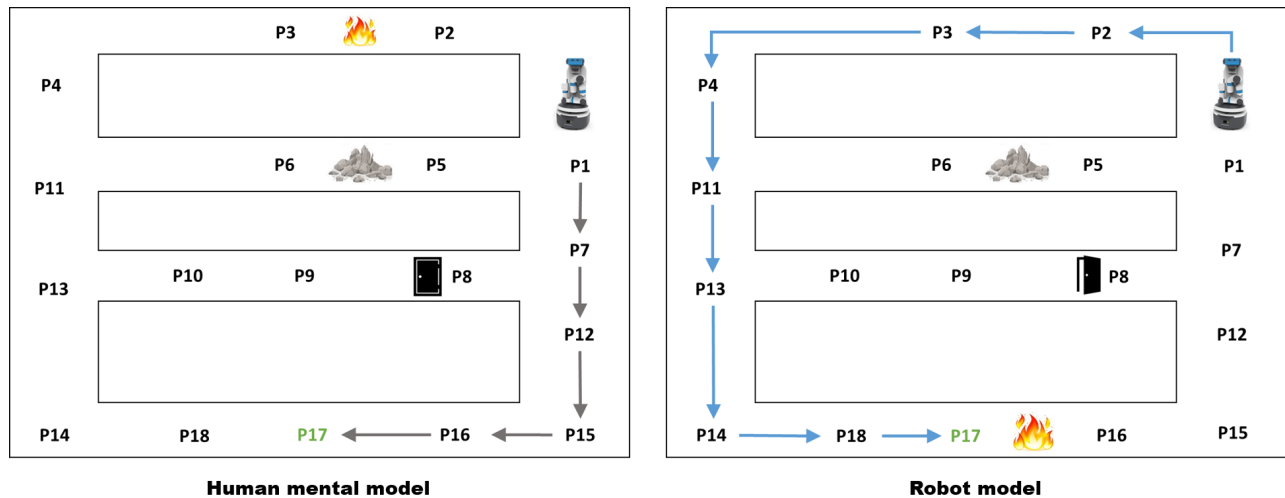 P3 P2
P4
P6 P5 P1
P11
P7
P10 P9 P8
P13
P12
P14 P18 P17 P16 P15
Human mental model
P3 P2
P4
P6 P5 P1
P11
P7
P10 P9 P8
P13
P12
P14 P18 P17 P16 P15
Robot model